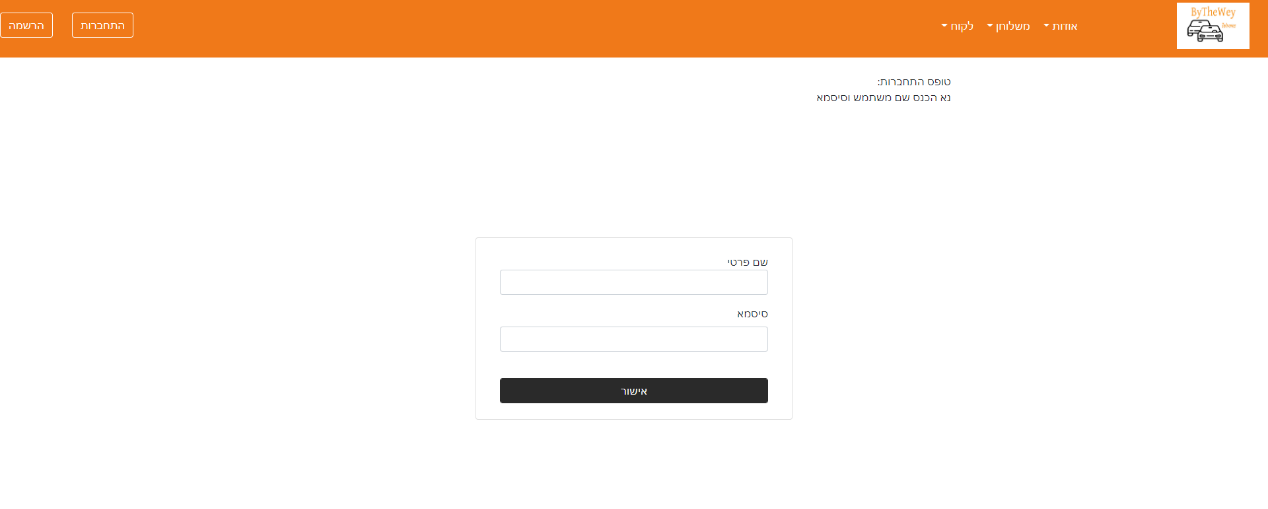 ByTheWey
אודות
משלוחן
לקוח
התחברות
הרשמה
טופס התחברות:
נא הכנס שם משתמש וסיסמא
שם פרטי
סיסמא
אישור